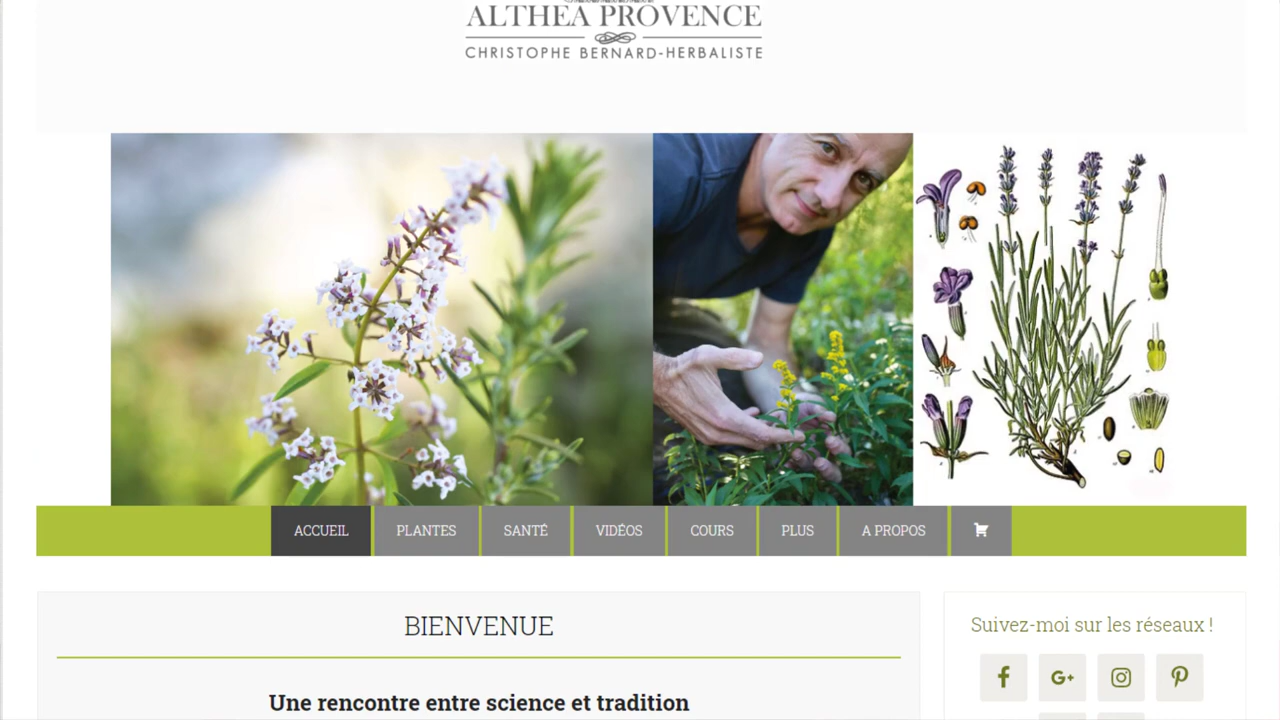 ALTHEA PROVENCE
CHRISTOPHE BERNARD-HERBALISTE
ACCUEIL
PLANTES
SANTÉ
VIDÉOS
COURS
PLUS
A PROPOS
BIENVENUE
Une rencontre entre science et tradition
Suivez-moi sur les réseaux !
f
G+